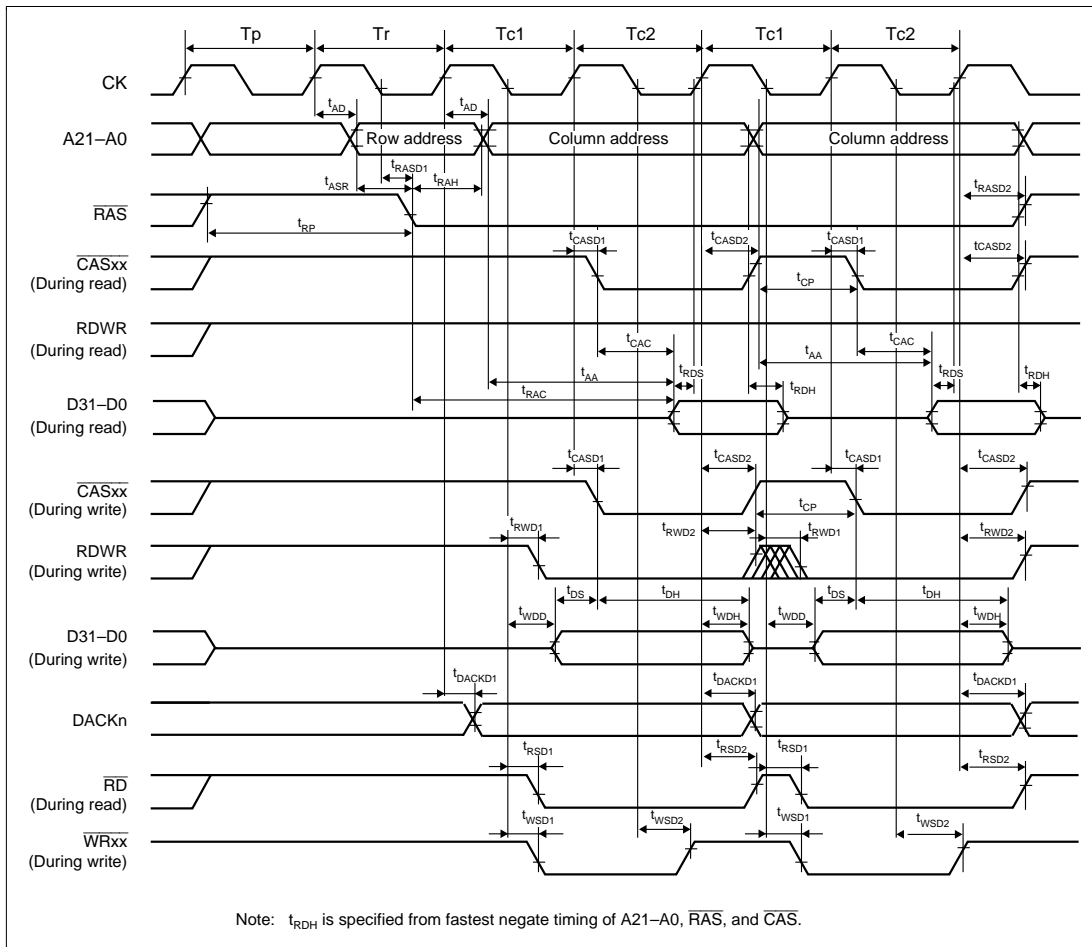 Tp Tr Tc1 Tc2 Tc1 Tc2
CK
tAD tAD
A21–A0 Row address Column address Column address
tRASD1
tASR tRAH tRASD2
RAS
tRP
tCASD1 tCASD2 tCASD1 tCASD2
CASxx
(During read)
tCP
RDWR
(During read)
tCAC tCAC
tAA tAA
tRDS tRDS
tRAC tRDH tRDH
D31–D0
(During read)
tCASD1 tCASD2 tCASD1 tCASD2
CASxx
(During write)
tCP
tRWD1 tRWD2 tRWD1 tRWD2
RDWR
(During write)
tDS tDH tDS tDH
tWDD tWDH tWDD tWDH
D31–D0
(During write)
tDACKD1 tDACKD1 tDACKD1
DACKn
tRSD1 tRSD2 tRSD1 tRSD2
RD
(During read)
tWSD1 tWSD2 tWSD1 tWSD2
WRxx
(During write)
Note: tRDH is specified from fastest negate timing of A21–A0, RAS, and CAS.